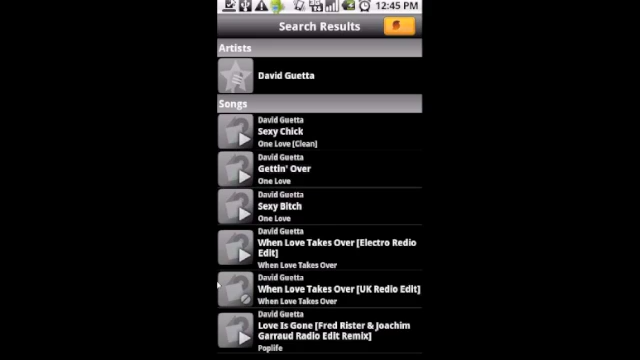 12:45 PM
Search Results
Artists
David Guetta
Songs
David Guetta
Sexy Chick
One Love [Clean]
David Guetta
Gettin' Over
One Love
David Guetta
Sexy Bitch
One Love
David Guetta
When Love Takes Over [Electro Redio
Edit]
When Love Takes Over
David Guetta
When Love Takes Over [UK Redio Edit]
When Love Takes Over
David Guetta
Love Is Gone [Fred Rister & Joachim
Garraud Radio Edit Remix]
Poplife